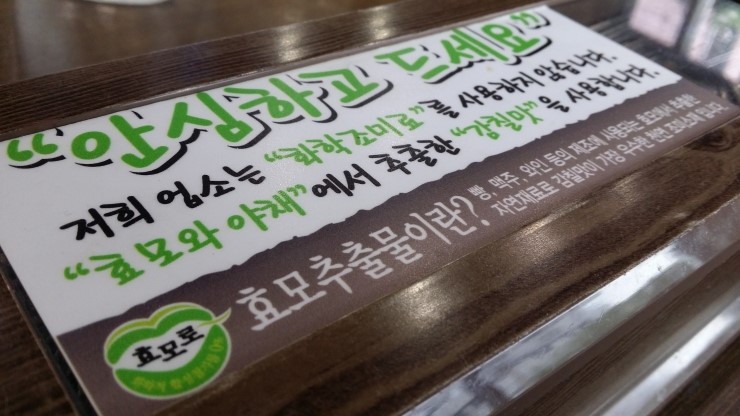 “안심하고 드세요”
저희 업소는 “화학조미료”를 사용하지 않습니다.
“효모와 야채”에서 추출한 “감칠맛”을 사용합니다.
효모추출물이란?
빵, 맥주, 와인 등의 제조에 사용되는 효모에서 추출한
자연재료로 감칠맛이 가장 우수한 천연 조미소재 입니다.
효모로